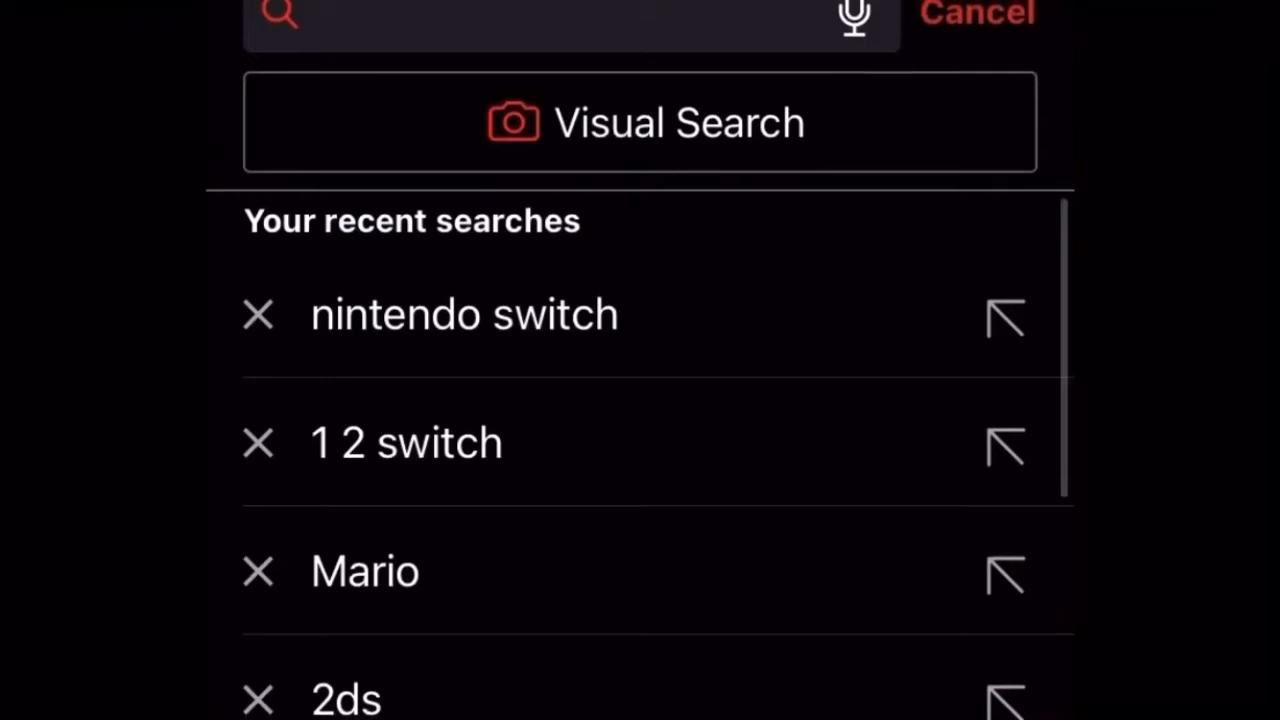 Cancel
Visual Search
Your recent searches
nintendo switch
1 2 switch
Mario
2ds